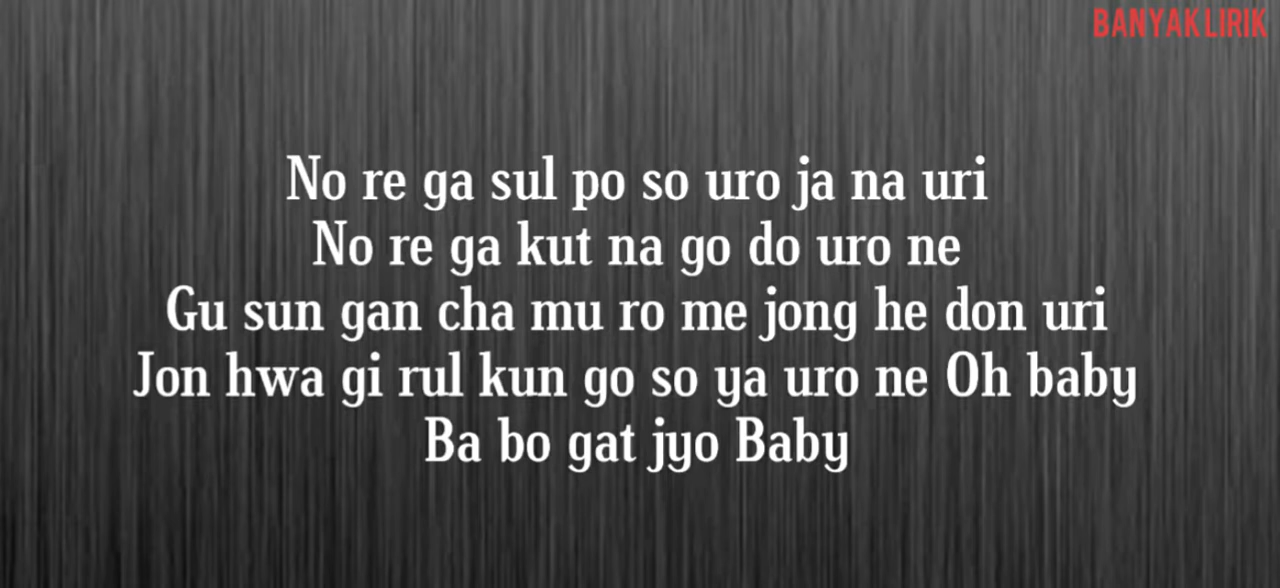 BANYAK LIRIK
No re ga sul po so uro ja na uri
No re ga kut na go do uro ne
Gu sun gan cha mu ro me jong he don uri
Jon hwa gi rul kun go so ya uro ne Oh baby
Ba bo gat jyo Baby